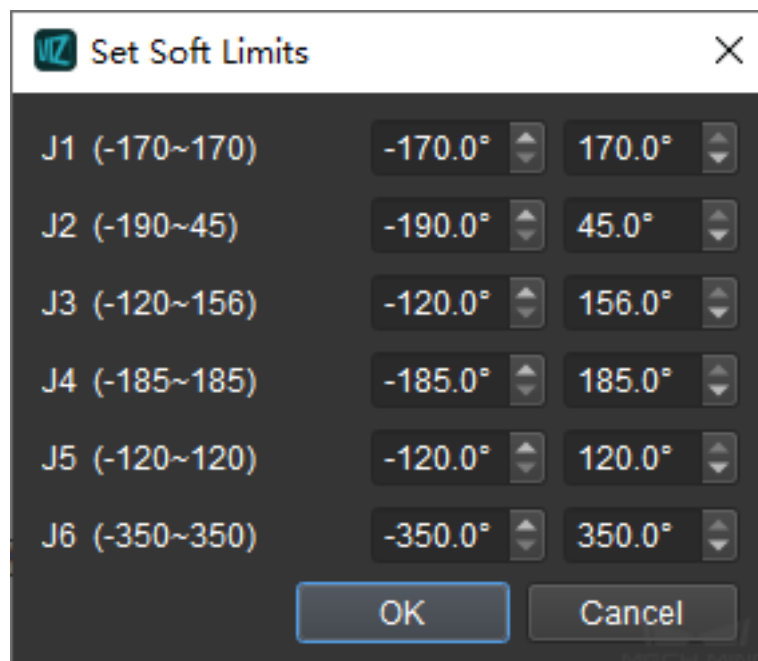 VIZ Set Soft Limits
J1 (-170~170) -170.0° 170.0°
J2 (-190~45) -190.0° 45.0°
J3 (-120~156) -120.0° 156.0°
J4 (-185~185) -185.0° 185.0°
J5 (-120~120) -120.0° 120.0°
J6 (-350~350) -350.0° 350.0°
OK Cancel